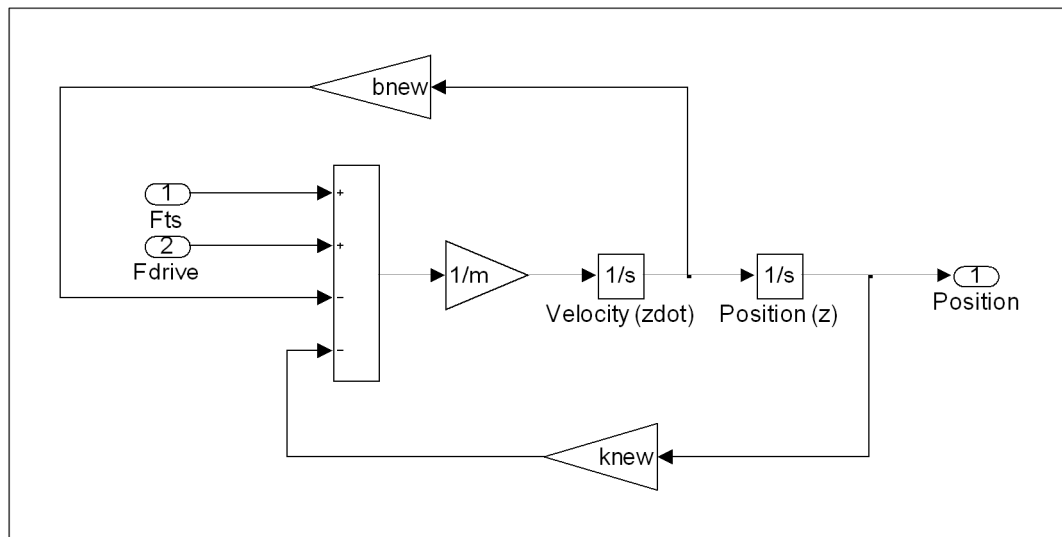 bnew
1
Fts
2
Fdrive
+
+
−
−
1/m
1/s
Velocity (zdot)
1/s
Position (z)
1
Position
knew